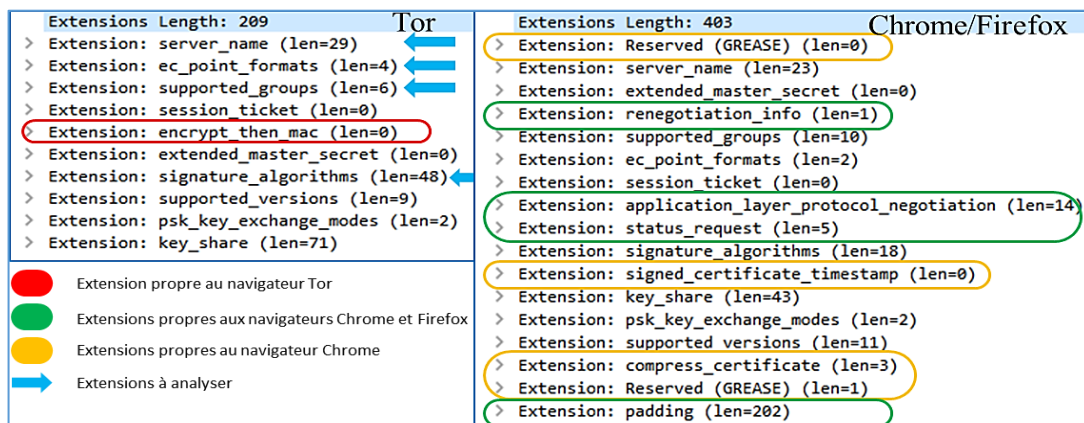 Extensions Length: 209
Tor
> Extension: server_name (len=29)
> Extension: ec_point_formats (len=4)
> Extension: supported_groups (len=6)
> Extension: session_ticket (len=0)
> Extension: encrypt_then_mac (len=0)
> Extension: extended_master_secret (len=0)
> Extension: signature_algorithms (len=48)
> Extension: supported_versions (len=9)
> Extension: psk_key_exchange_modes (len=2)
> Extension: key_share (len=71)
Extension propre au navigateur Tor
Extensions propres aux navigateurs Chrome et Firefox
Extensions propres au navigateur Chrome
Extensions à analyser
Extensions Length: 403
Chrome/Firefox
> Extension: Reserved (GREASE) (len=0)
> Extension: server_name (len=23)
> Extension: extended_master_secret (len=0)
> Extension: renegotiation_info (len=1)
> Extension: supported_groups (len=10)
> Extension: ec_point_formats (len=2)
> Extension: session_ticket (len=0)
> Extension: application_layer_protocol_negotiation (len=14)
> Extension: status_request (len=5)
> Extension: signature_algorithms (len=18)
> Extension: signed_certificate_timestamp (len=0)
> Extension: key_share (len=43)
> Extension: psk_key_exchange_modes (len=2)
> Extension: supported_versions (len=11)
> Extension: compress_certificate (len=3)
> Extension: Reserved (GREASE) (len=1)
> Extension: padding (len=202)